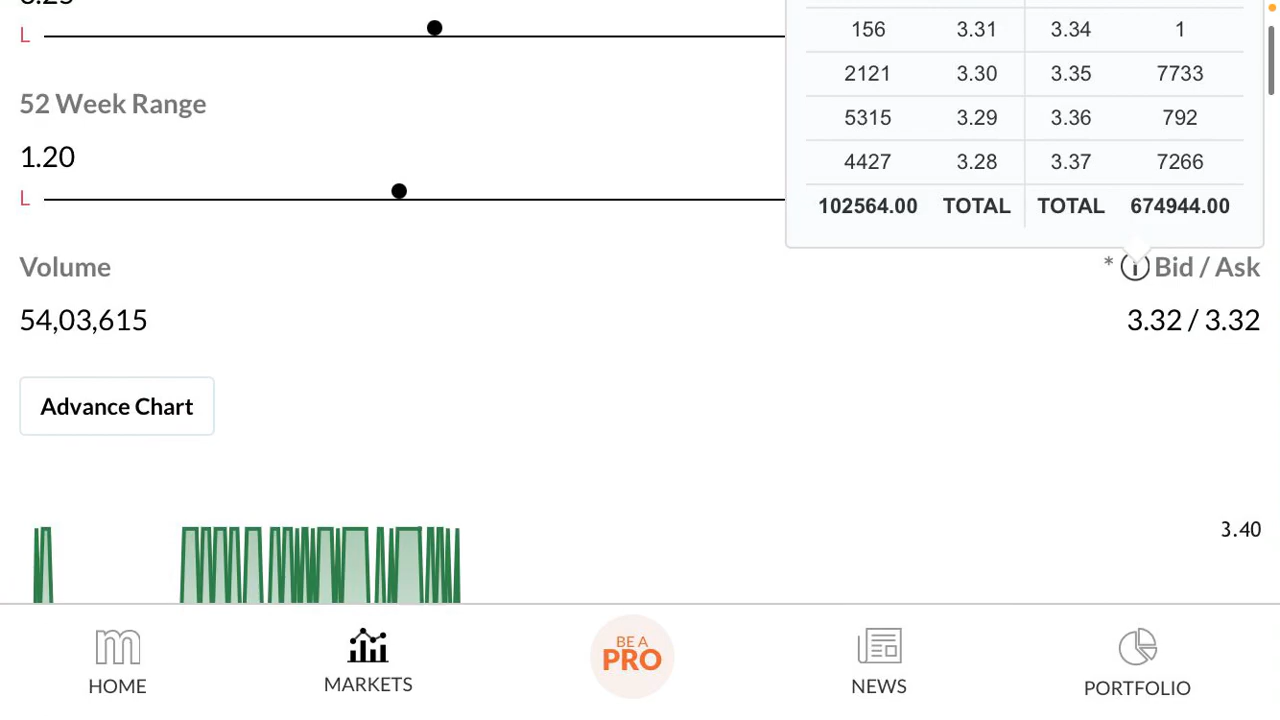 L
52 Week Range
1.20
L
156 3.31 3.34 1
2121 3.30 3.35 7733
5315 3.29 3.36 792
4427 3.28 3.37 7266
102564.00 TOTAL TOTAL 674944.00
Volume
* i Bid / Ask
54,03,615
3.32 / 3.32
Advance Chart
3.40
m
HOME
MARKETS
BE A
PRO
NEWS
PORTFOLIO